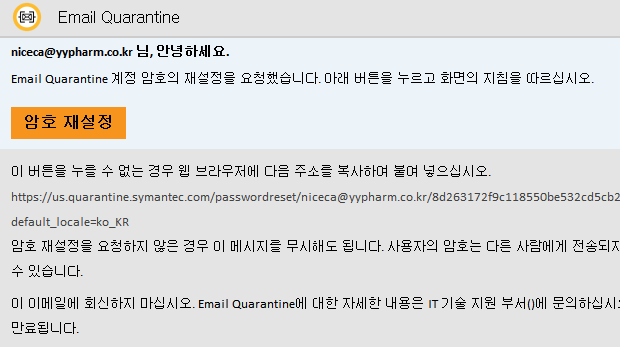 Email Quarantine
niceca@yypharm.co.kr 님, 안녕하세요.
Email Quarantine 계정 암호의 재설정을 요청했습니다. 아래 버튼을 누르고 화면의 지침을 따르십시오.
암호 재설정
이 버튼을 누를 수 없는 경우 웹 브라우저에 다음 주소를 복사하여 붙여 넣으십시오.
https://us.quarantine.symantec.com/passwordreset/niceca@yypharm.co.kr/8d263172f9c118550be532cd5cb2
default_locale=ko_KR
암호 재설정을 요청하지 않은 경우 이 메시지를 무시해도 됩니다. 사용자의 암호는 다른 사람에게 전송되지
수 있습니다.
이 이메일에 회신하지 마십시오. Email Quarantine에 대한 자세한 내용은 IT 기술 지원 부서()에 문의하십시오
만료됩니다.